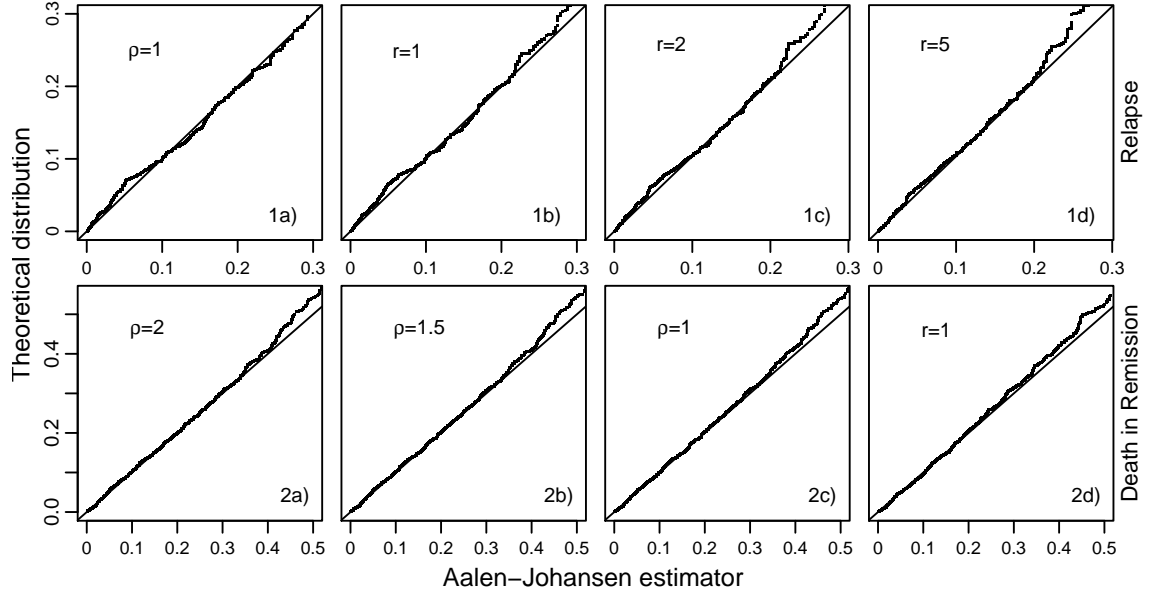 Theoretical distribution
0 0.1 0.2 0.3
ρ=1
1a)
0 0.1 0.2 0.3
r=1
1b)
0 0.1 0.2 0.3
r=2
1c)
0 0.1 0.2 0.3
r=5
1d)
0 0.1 0.2 0.3
Relapse
0.0 0.2 0.4
ρ=2
2a)
0 0.1 0.2 0.3 0.4 0.5
ρ=1.5
2b)
0 0.1 0.2 0.3 0.4 0.5
ρ=1
2c)
0 0.1 0.2 0.3 0.4 0.5
r=1
2d)
0 0.1 0.2 0.3 0.4 0.5
Death in Remission
Aalen−Johansen estimator